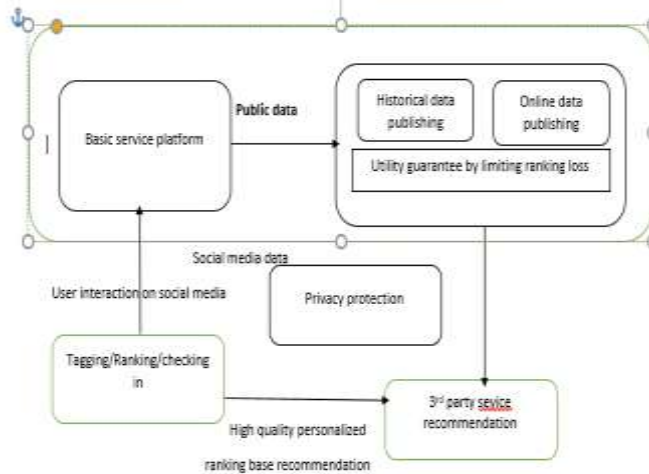 Historical data
publishing
Online data
publishing
Public data
Basic service platform
Utility guarantee by limiting ranking loss
Social media data
User interaction on social media
Privacy protection
Tagging/Ranking/checking
in
3rd party sevice
recommendation
High quality personalized
ranking base recommendation